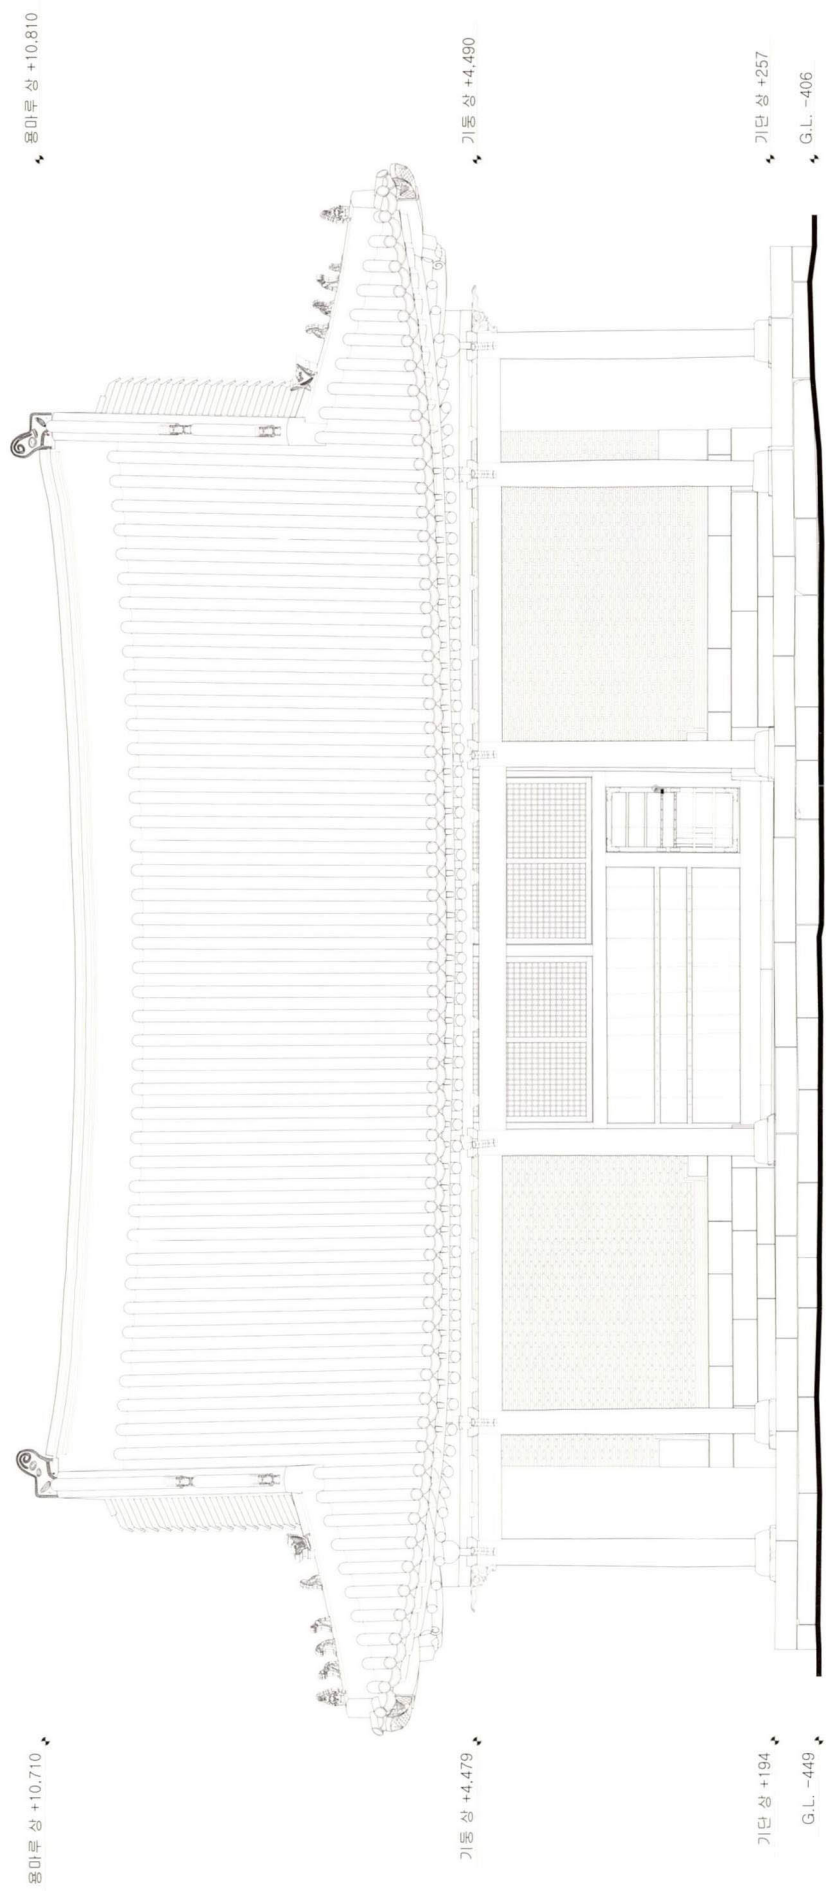 용마루 상 +10.710
용마루 상 +10.810
기둥 상 +4.479
기둥 상 +4.490
기단 상 +194
기단 상 +257
G.L. -449
G.L. -406